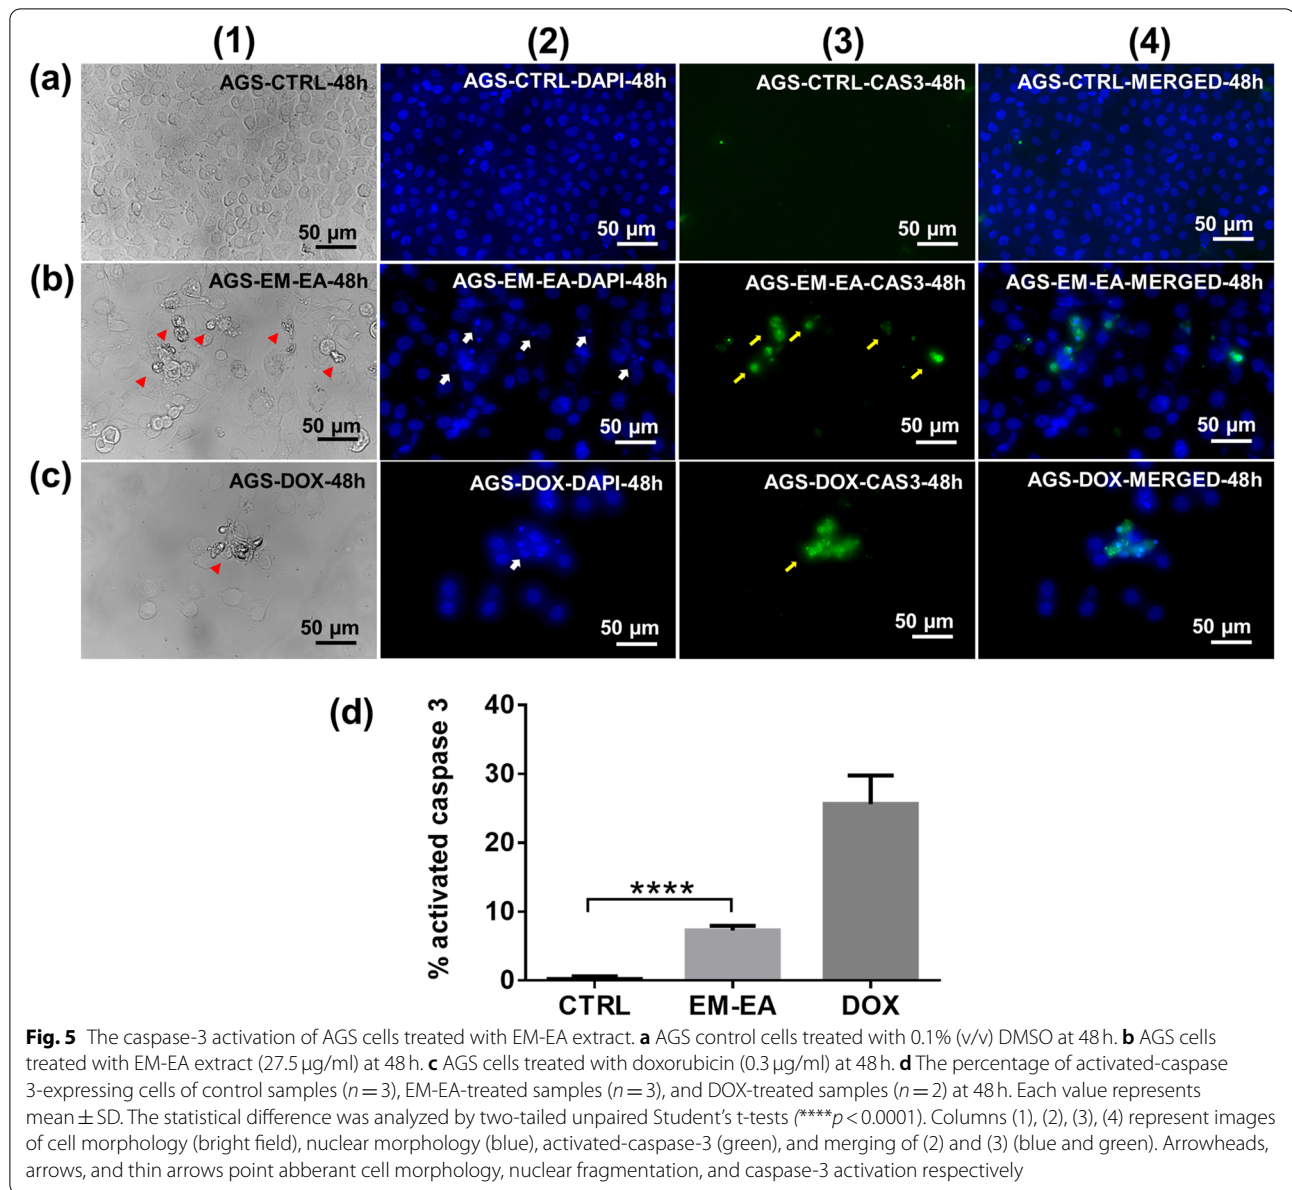 (1) (2) (3) (4)
(a) AGS-CTRL-48h AGS-CTRL-DAPI-48h AGS-CTRL-CAS3-48h AGS-CTRL-MERGED-48h
50 µm 50 µm 50 µm 50 µm
(b) AGS-EM-EA-48h AGS-EM-EA-DAPI-48h AGS-EM-EA-CAS3-48h AGS-EM-EA-MERGED-48h
50 µm 50 µm 50 µm 50 µm
(c) AGS-DOX-48h AGS-DOX-DAPI-48h AGS-DOX-CAS3-48h AGS-DOX-MERGED-48h
50 µm 50 µm 50 µm 50 µm
(d)
% activated caspase 3
40
30
20
10
0
****
CTRL EM-EA DOX
Fig. 5 The caspase-3 activation of AGS cells treated with EM-EA extract. a AGS control cells treated with 0.1% (v/v) DMSO at 48 h. b AGS cells
treated with EM-EA extract (27.5 µg/ml) at 48 h. c AGS cells treated with doxorubicin (0.3 µg/ml) at 48 h. d The percentage of activated-caspase
3-expressing cells of control samples (n = 3), EM-EA-treated samples (n = 3), and DOX-treated samples (n = 2) at 48 h. Each value represents
mean ± SD. The statistical difference was analyzed by two-tailed unpaired Student's t-tests (****p < 0.0001). Columns (1), (2), (3), (4) represent images
of cell morphology (bright field), nuclear morphology (blue), activated-caspase-3 (green), and merging of (2) and (3) (blue and green). Arrowheads,
arrows, and thin arrows point abberant cell morphology, nuclear fragmentation, and caspase-3 activation respectively